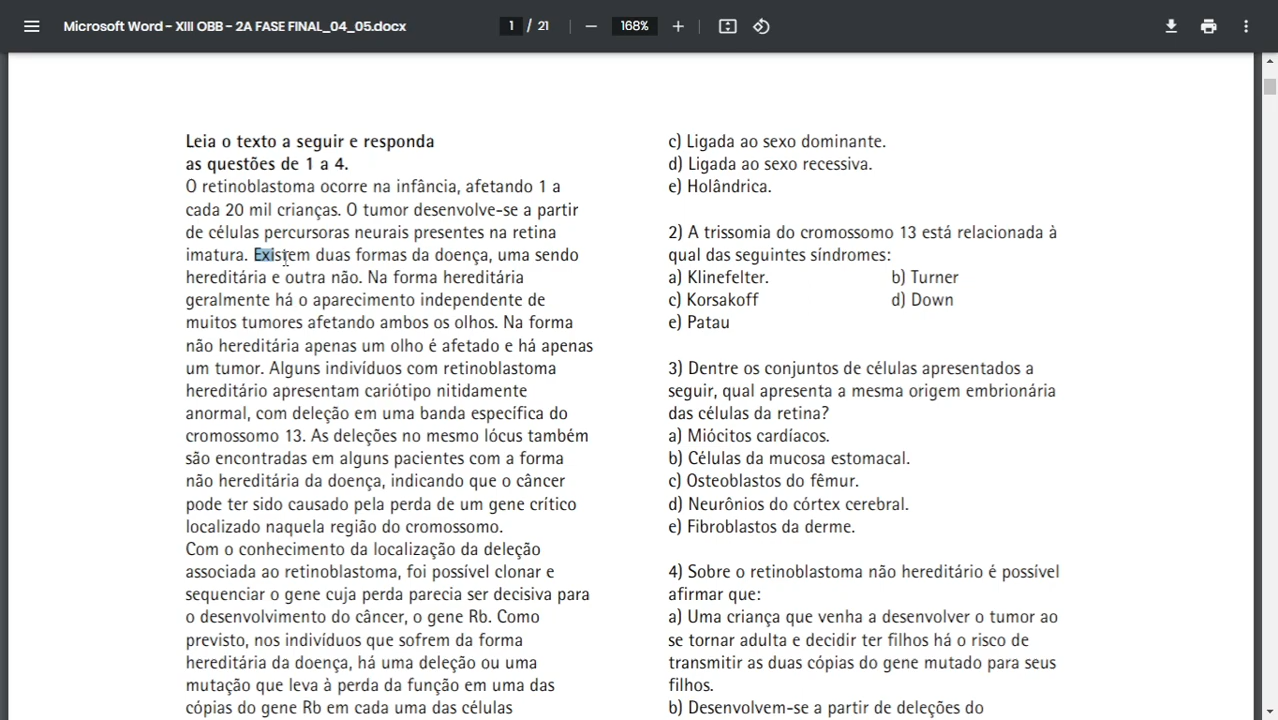 Microsoft Word - XIII OBB - 2A FASE FINAL_04_05.docx
1 / 21
168%
Leia o texto a seguir e responda
as questões de 1 a 4.
O retinoblastoma ocorre na infância, afetando 1 a
cada 20 mil crianças. O tumor desenvolve-se a partir
de células percursoras neurais presentes na retina
imatura. Existem duas formas da doença, uma sendo
hereditária e outra não. Na forma hereditária
geralmente há o aparecimento independente de
muitos tumores afetando ambos os olhos. Na forma
não hereditária apenas um olho é afetado e há apenas
um tumor. Alguns indivíduos com retinoblastoma
hereditário apresentam cariótipo nitidamente
anormal, com deleção em uma banda específica do
cromossomo 13. As deleções no mesmo lócus também
são encontradas em alguns pacientes com a forma
não hereditária da doença, indicando que o câncer
pode ter sido causado pela perda de um gene crítico
localizado naquela região do cromossomo.
Com o conhecimento da localização da deleção
associada ao retinoblastoma, foi possível clonar e
sequenciar o gene cuja perda parecia ser decisiva para
o desenvolvimento do câncer, o gene Rb. Como
previsto, nos indivíduos que sofrem da forma
hereditária da doença, há uma deleção ou uma
mutação que leva à perda da função em uma das
cópias do gene Rb em cada uma das células
c) Ligada ao sexo dominante.
d) Ligada ao sexo recessiva.
e) Holândrica.
2) A trissomia do cromossomo 13 está relacionada à
qual das seguintes síndromes:
a) Klinefelter. b) Turner
c) Korsakoff d) Down
e) Patau
3) Dentre os conjuntos de células apresentados a
seguir, qual apresenta a mesma origem embrionária
das células da retina?
a) Miócitos cardíacos.
b) Células da mucosa estomacal.
c) Osteoblastos do fêmur.
d) Neurônios do córtex cerebral.
e) Fibroblastos da derme.
4) Sobre o retinoblastoma não hereditário é possível
afirmar que:
a) Uma criança que venha a desenvolver o tumor ao
se tornar adulta e decidir ter filhos há o risco de
transmitir as duas cópias do gene mutado para seus
filhos.
b) Desenvolvem-se a partir de deleções do